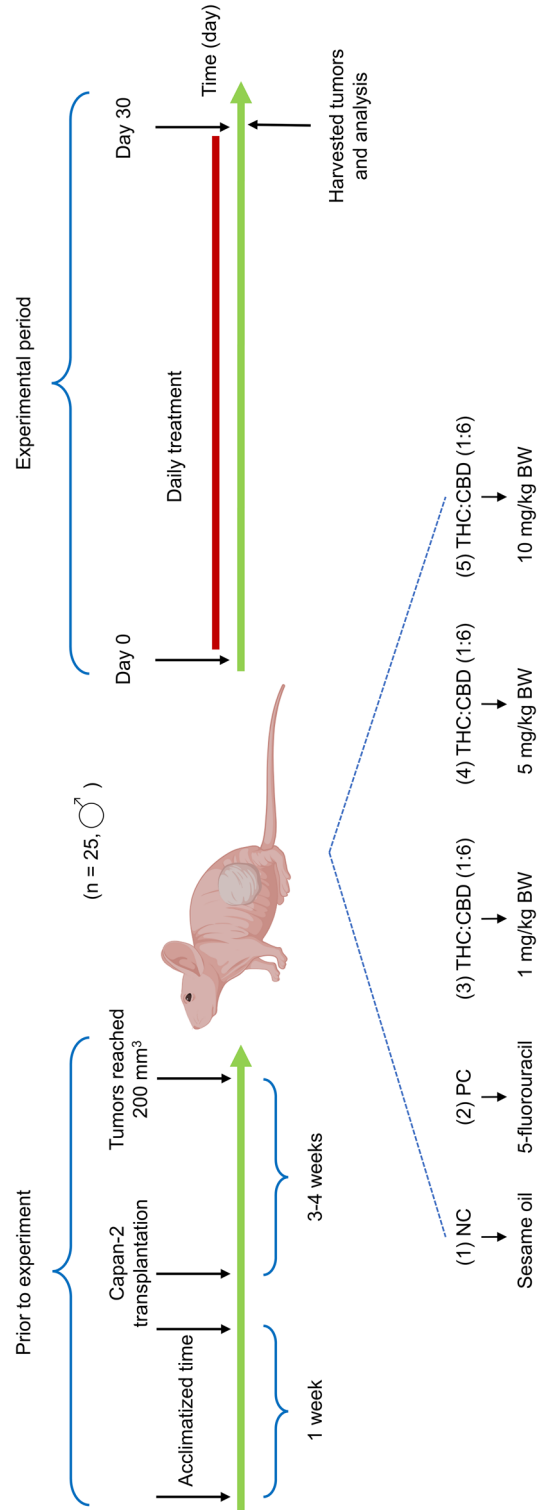 Prior to experiment
Acclimatized time
Capan-2
transplantation
Tumors reached
200 mm³
1 week
3-4 weeks
(n = 25, ♂)
Experimental period
Day 0
Daily treatment
Day 30
Time (day)
Harvested tumors
and analysis
(1) NC
Sesame oil
(2) PC
5-fluorouracil
(3) THC:CBD (1:6)
1 mg/kg BW
(4) THC:CBD (1:6)
5 mg/kg BW
(5) THC:CBD (1:6)
10 mg/kg BW